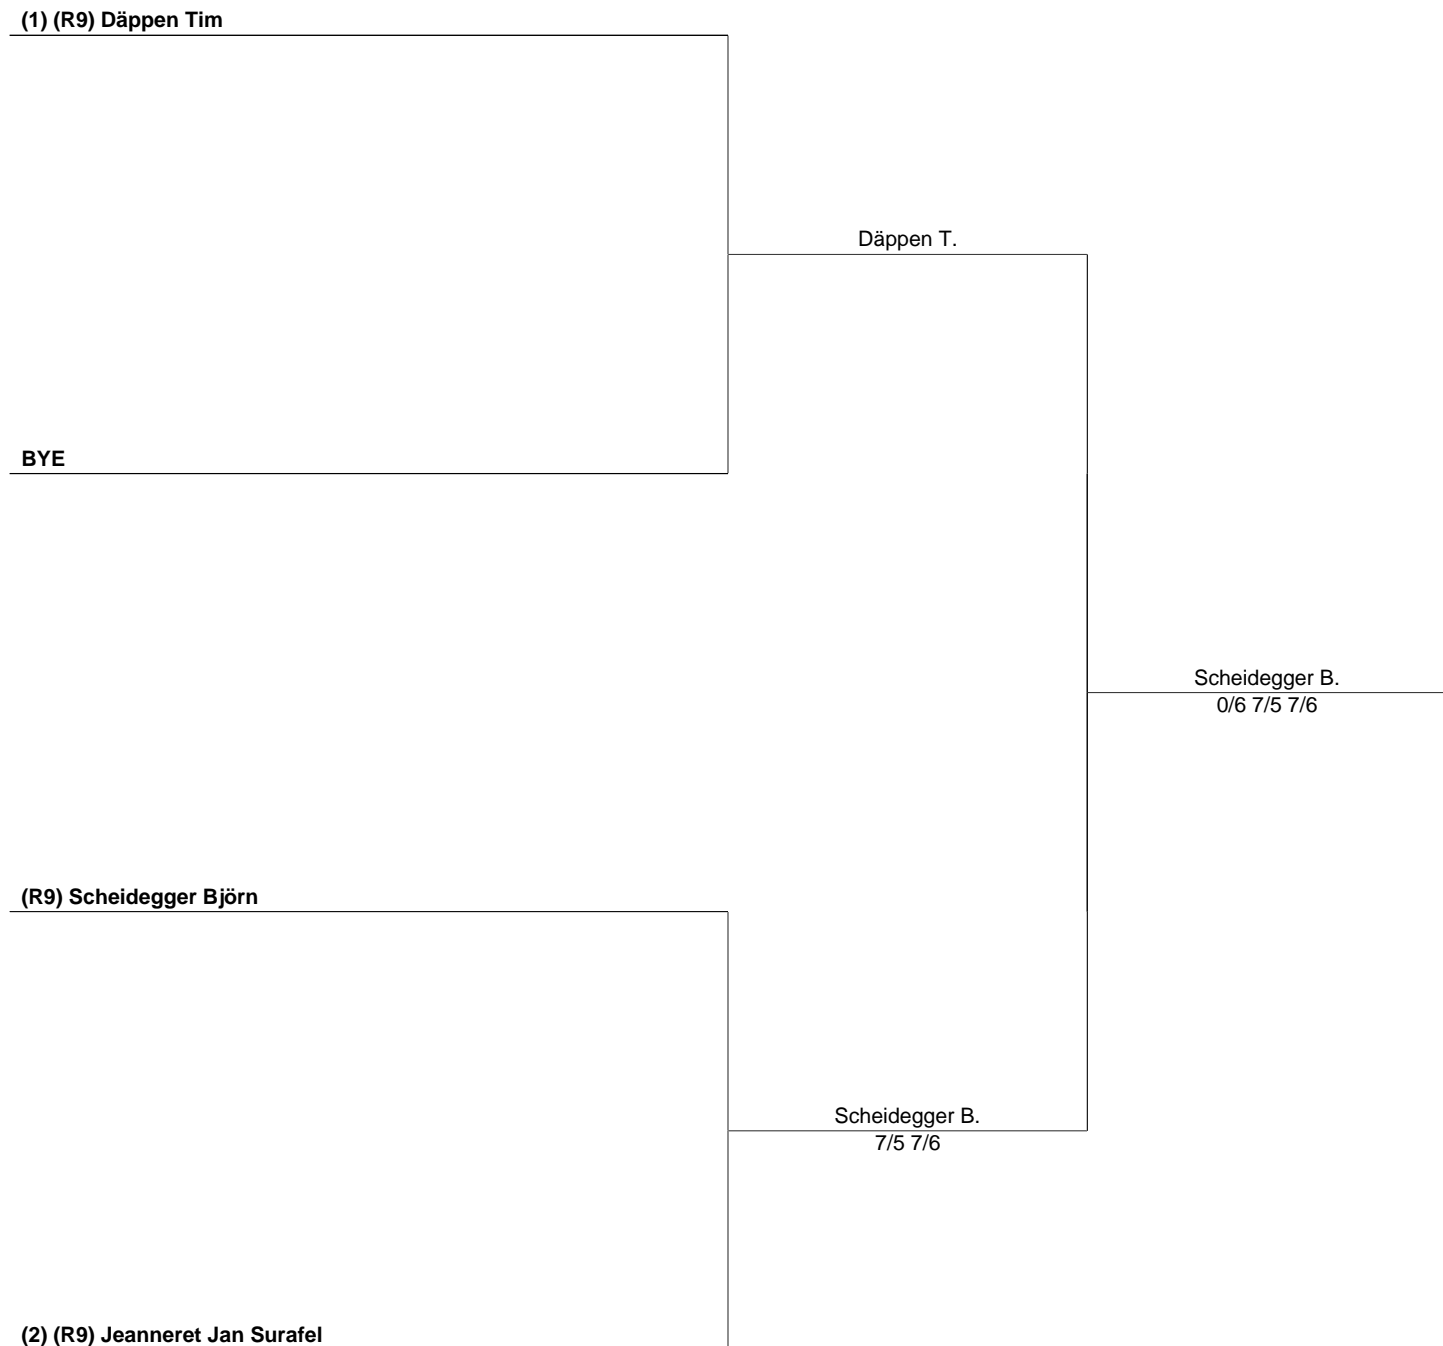 (1) (R9) Däppen Tim
Däppen T.
BYE
Scheidegger B.
0/6 7/5 7/6
(R9) Scheidegger Björn
Scheidegger B.
7/5 7/6
(2) (R9) Jeanneret Jan Surafel